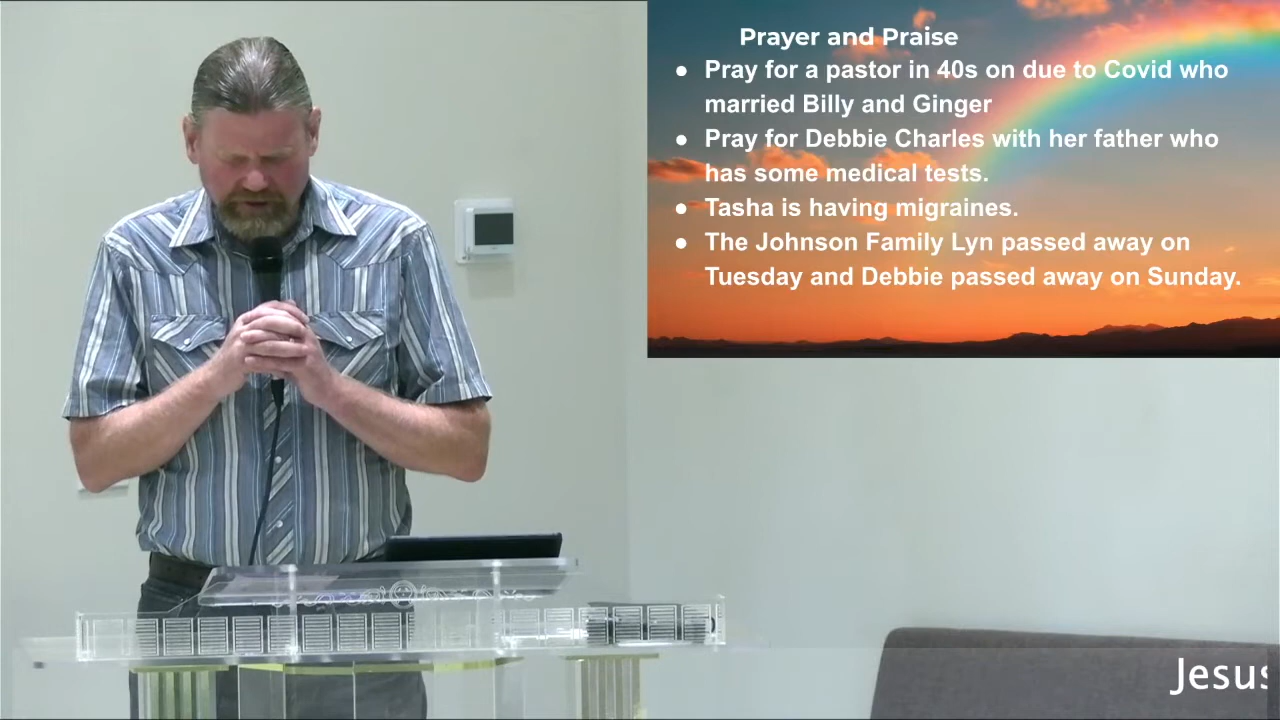 Prayer and Praise
● Pray for a pastor in 40s on due to Covid who
married Billy and Ginger
● Pray for Debbie Charles with her father who
has some medical tests.
● Tasha is having migraines.
● The Johnson Family Lyn passed away on
Tuesday and Debbie passed away on Sunday.
Jesus